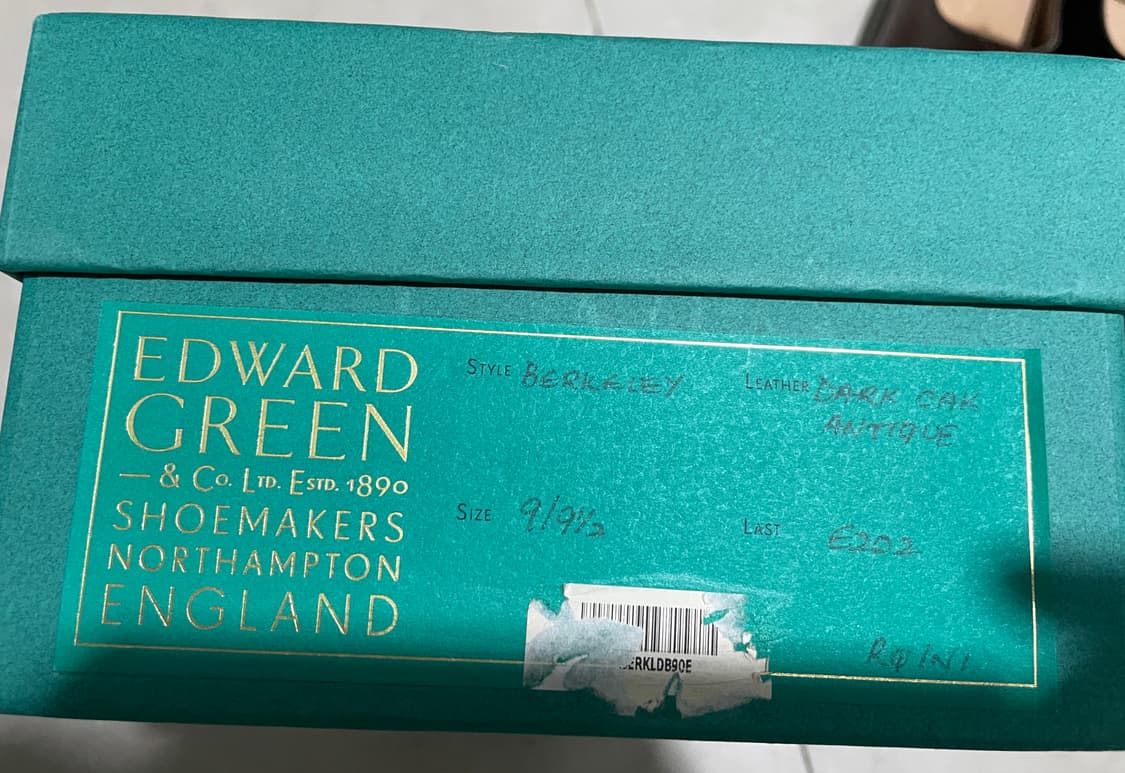 EDWARD
GREEN
— & Co. Ltd. Estd. 1890
SHOEMAKERS
NORTHAMPTON
ENGLAND
STYLE BERKELEY
LEATHER DARK OAK
ANTIQUE
SIZE 9/9½
LAST E202
ERKLDB90E